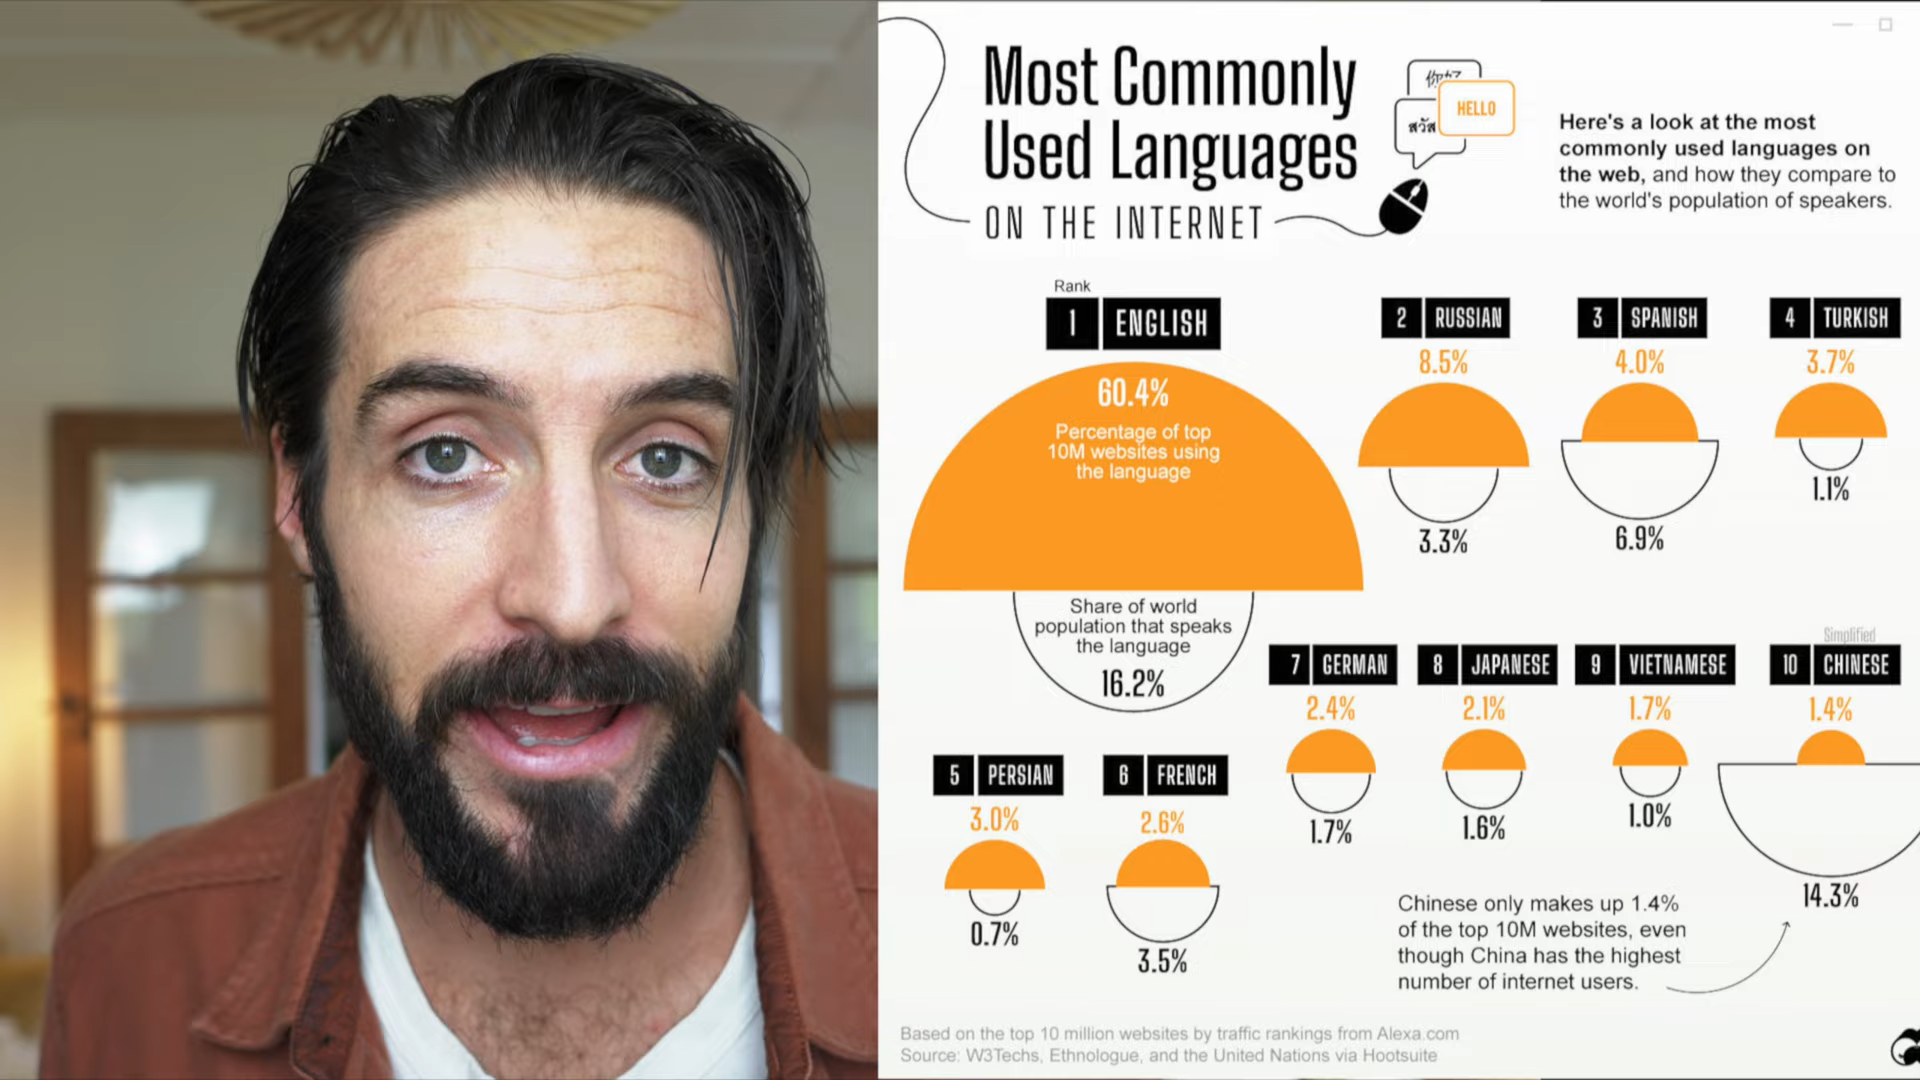 Most Commonly
Used Languages
ON THE INTERNET
HELLO
สวัส
Here's a look at the most
commonly used languages on
the web, and how they compare to
the world's population of speakers.
Rank
1 ENGLISH
60.4%
Percentage of top
10M websites using
the language
Share of world
population that speaks
the language
16.2%
2 RUSSIAN
8.5%
3.3%
3 SPANISH
4.0%
6.9%
4 TURKISH
3.7%
1.1%
5 PERSIAN
3.0%
0.7%
6 FRENCH
2.6%
3.5%
7 GERMAN
2.4%
1.7%
8 JAPANESE
2.1%
1.6%
9 VIETNAMESE
1.7%
1.0%
Simplified
10 CHINESE
1.4%
14.3%
Chinese only makes up 1.4%
of the top 10M websites, even
though China has the highest
number of internet users.
Based on the top 10 million websites by traffic rankings from Alexa.com
Source: W3Techs, Ethnologue, and the United Nations via Hootsuite